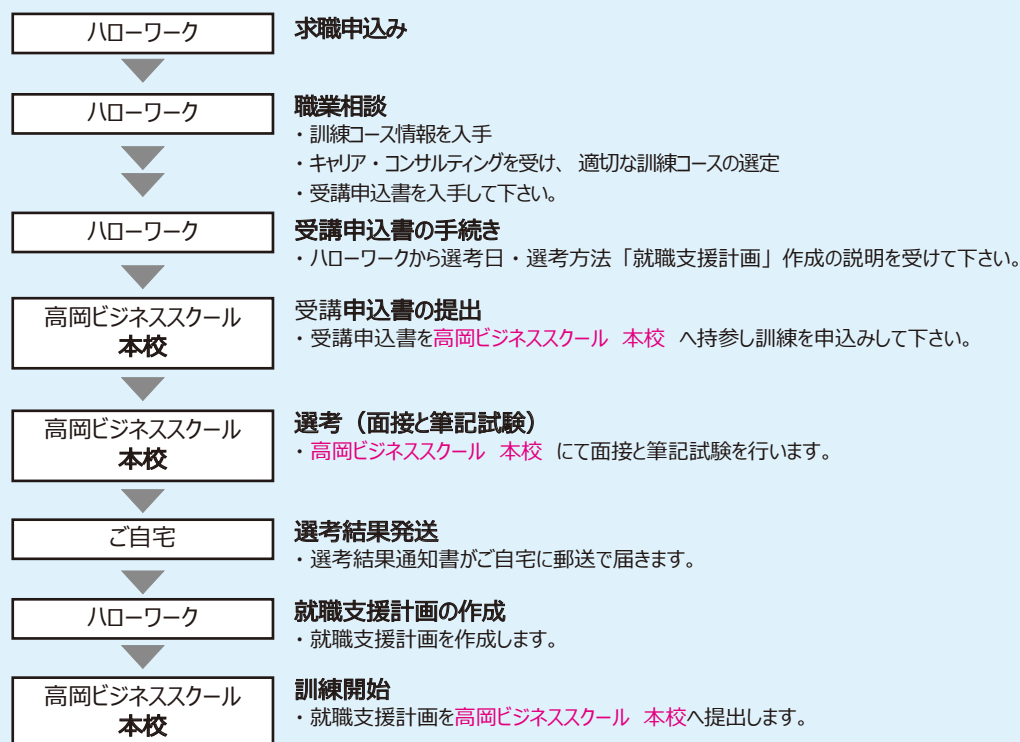 ハローワーク
求職申込み
ハローワーク
職業相談
・訓練コース情報を入手
・キャリア・コンサルティングを受け、適切な訓練コースの選定
・受講申込書を入手して下さい。
ハローワーク
受講申込書の手続き
・ハローワークから選考日・選考方法「就職支援計画」作成の説明を受けて下さい。
高岡ビジネススクール
本校
受講申込書の提出
・受講申込書を高岡ビジネススクール 本校 へ持参し訓練を申込みして下さい。
高岡ビジネススクール
本校
選考（面接と筆記試験）
・高岡ビジネススクール 本校 にて面接と筆記試験を行います。
ご自宅
選考結果発送
・選考結果通知書がご自宅に郵送で届きます。
ハローワーク
就職支援計画の作成
・就職支援計画を作成します。
高岡ビジネススクール
本校
訓練開始
・就職支援計画を高岡ビジネススクール 本校へ提出します。